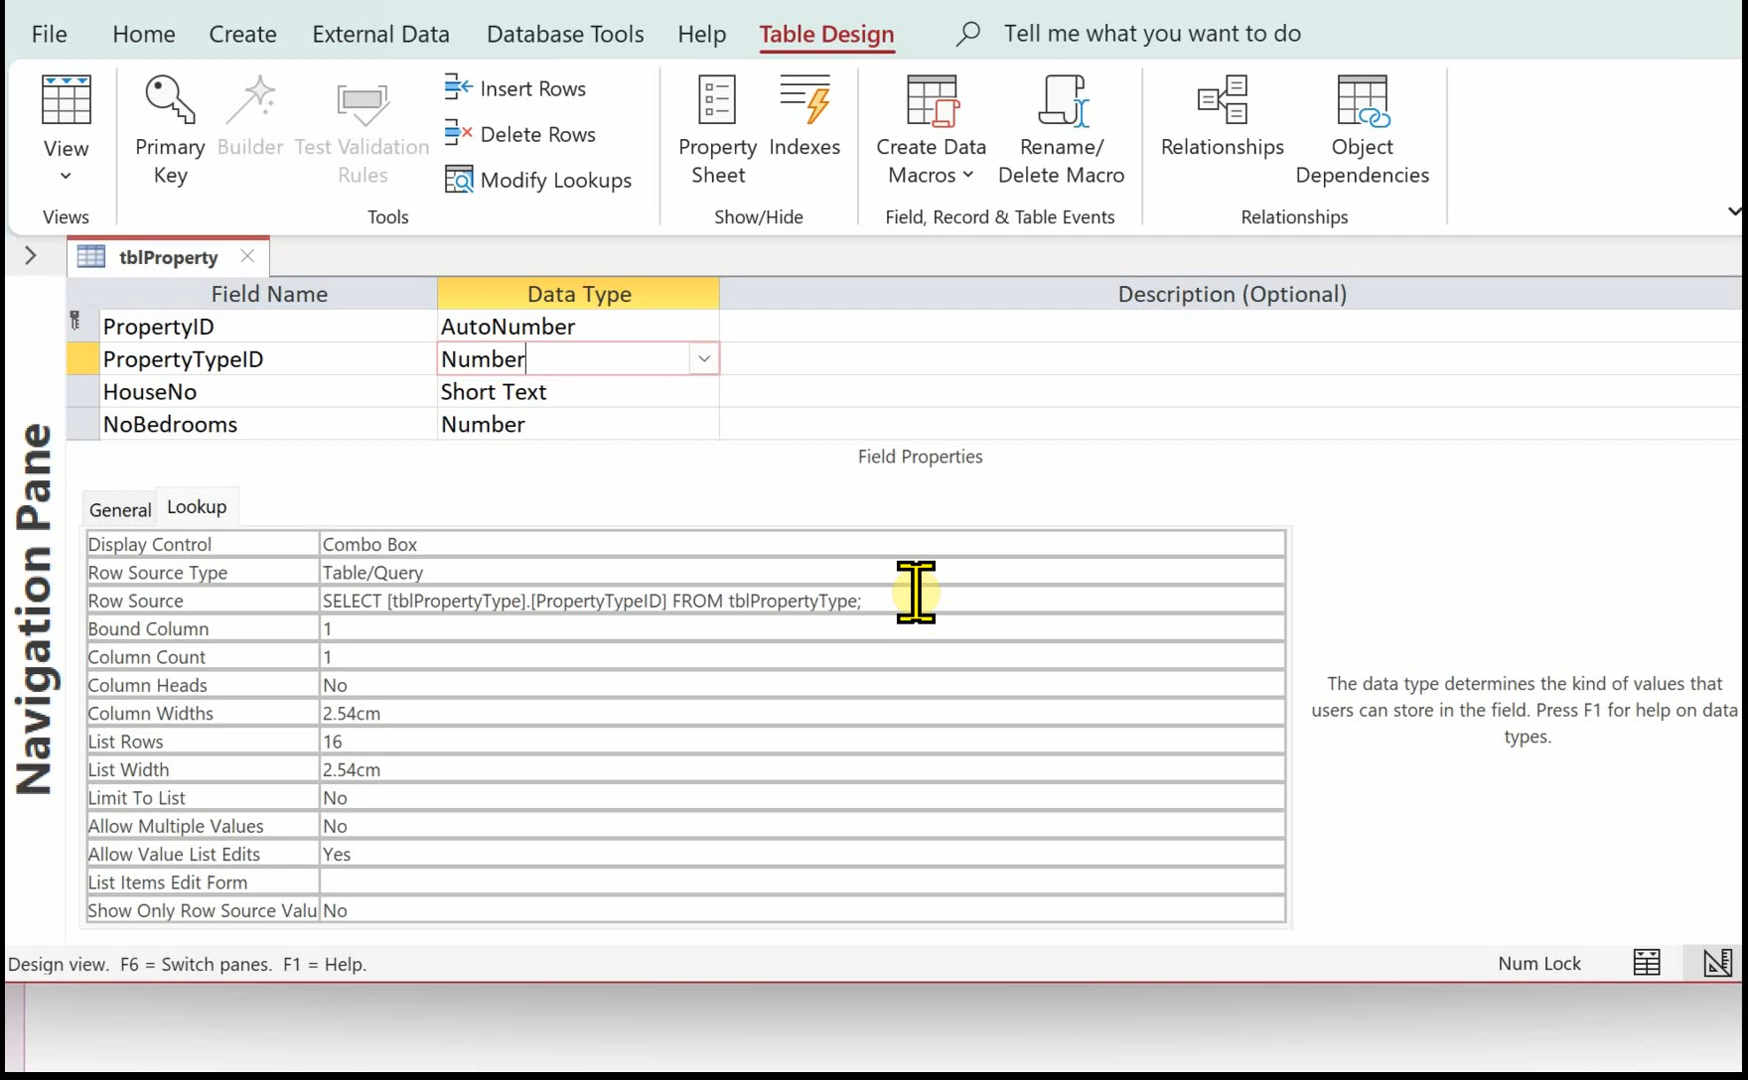 File Home Create External Data Database Tools Help Table Design Tell me what you want to do
View
Views
Primary Key
Builder
Test Validation Rules
Insert Rows
Delete Rows
Modify Lookups
Tools
Property Sheet
Indexes
Show/Hide
Create Data Macros
Rename/ Delete Macro
Field, Record & Table Events
Relationships
Object Dependencies
Relationships
tblProperty
Navigation Pane
Field Name Data Type Description (Optional)
PropertyID AutoNumber
PropertyTypeID Number
HouseNo Short Text
NoBedrooms Number
Field Properties
General Lookup
Display Control Combo Box
Row Source Type Table/Query
Row Source SELECT [tblPropertyType].[PropertyTypeID] FROM tblPropertyType;
Bound Column 1
Column Count 1
Column Heads No
Column Widths 2.54cm
List Rows 16
List Width 2.54cm
Limit To List No
Allow Multiple Values No
Allow Value List Edits Yes
List Items Edit Form
Show Only Row Source Valu No
The data type determines the kind of values that
users can store in the field. Press F1 for help on data
types.
Design view. F6 = Switch panes. F1 = Help.
Num Lock